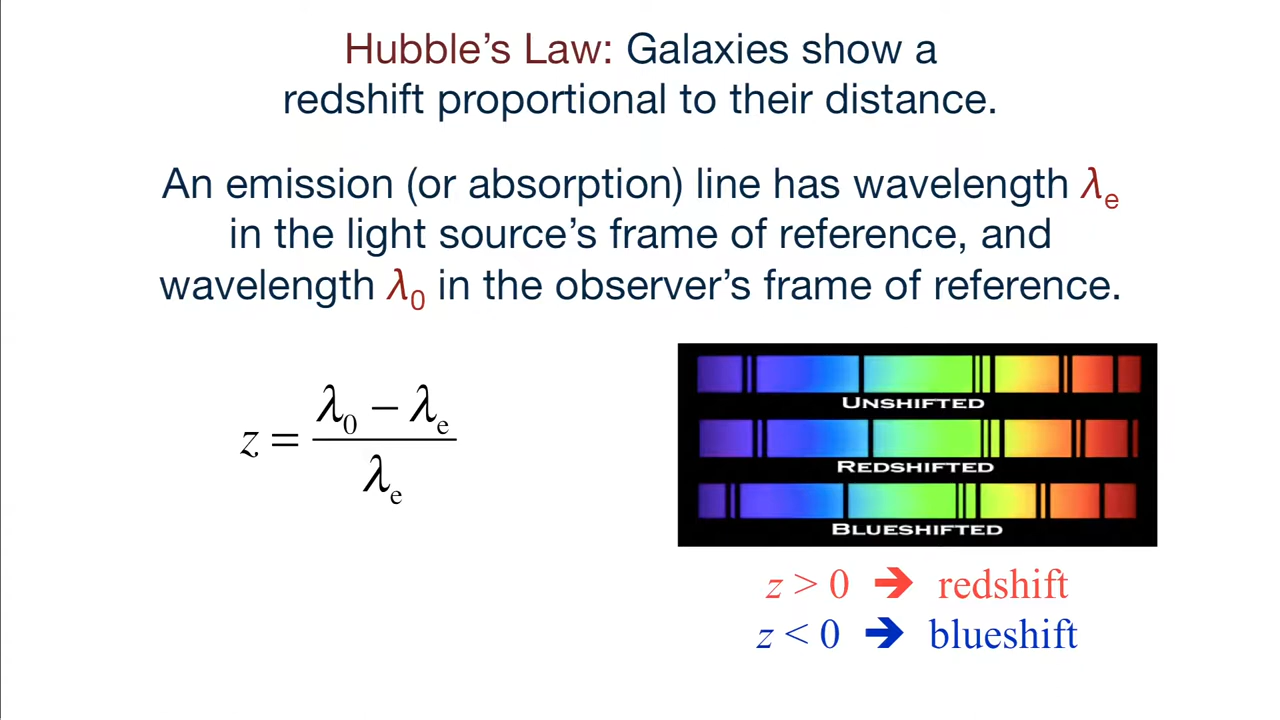 Hubble’s Law: Galaxies show a
redshift proportional to their distance.
An emission (or absorption) line has wavelength λₑ
in the light source’s frame of reference, and
wavelength λ₀ in the observer’s frame of reference.
z = (λ₀ − λₑ) / λₑ
UNSHIFTED
REDSHIFTED
BLUESHIFTED
z > 0 ➔ redshift
z < 0 ➔ blueshift